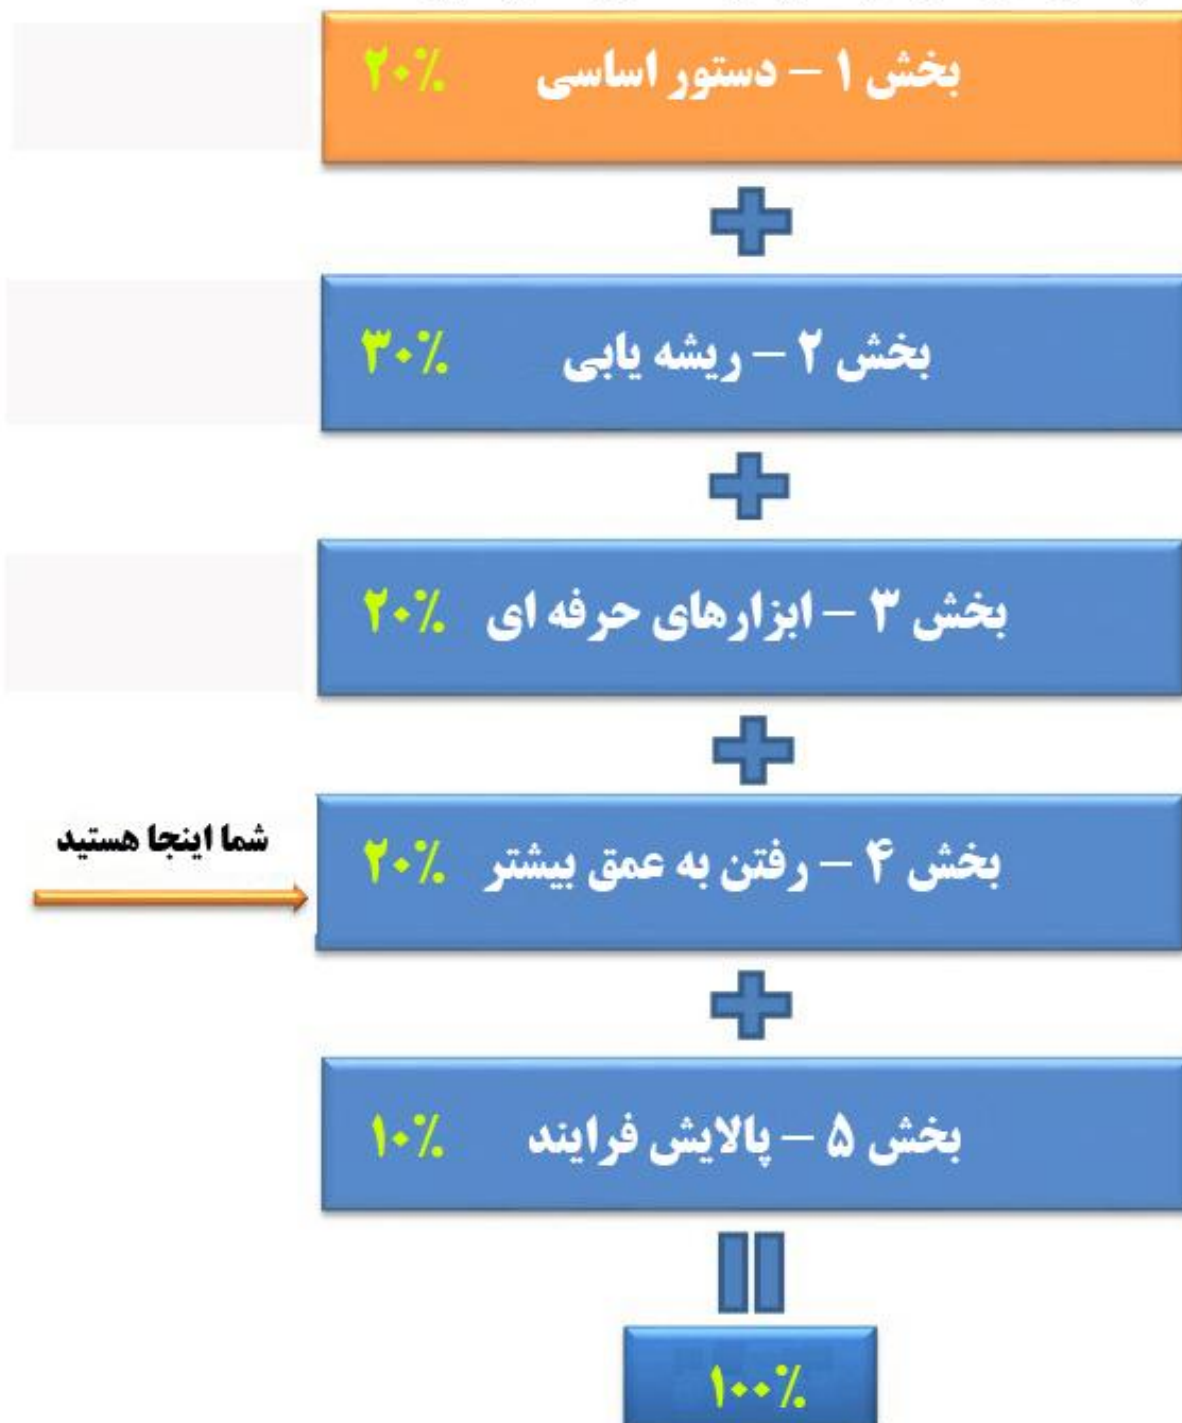 بخش ۱ – دستور اساسی ۲۰%
بخش ۲ – ریشه یابی ۳۰%
بخش ۳ – ابزارهای حرفه ای ۲۰%
شما اینجا هستید
بخش ۴ – رفتن به عمق بیشتر ۲۰%
بخش ۵ – پالایش فرایند ۱۰%
۱۰۰%